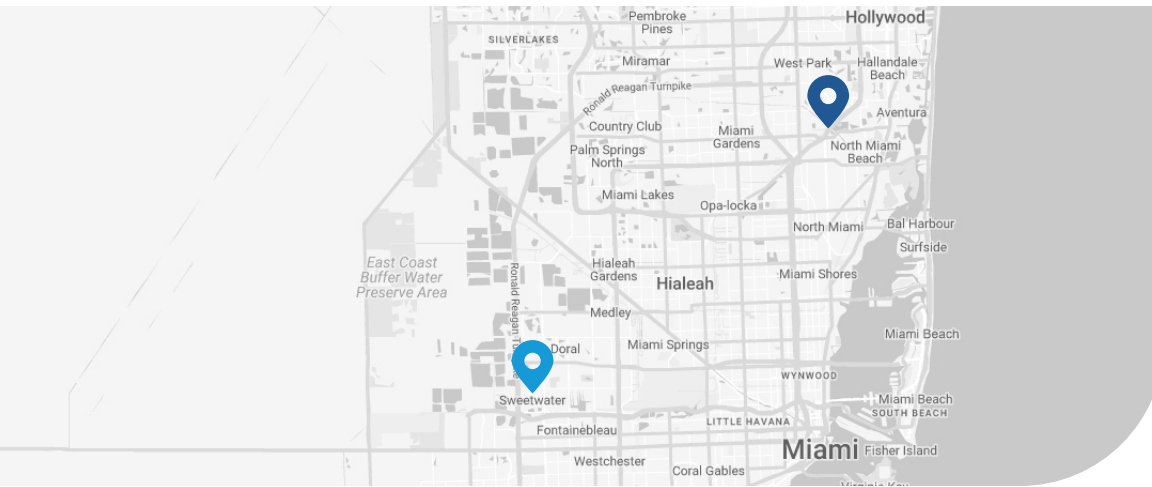 Hollywood
Pembroke
Pines
SILVERLAKES
Miramar
West Park
Hallandale
Beach
Ronald Reagan Turnpike
Aventura
Country Club
Miami
Gardens
North Miami
Beach
Palm Springs
North
Miami Lakes
Opa-locka
North Miami
Bal Harbour
Surfside
East Coast
Buffer Water
Preserve Area
Hialeah
Gardens
Hialeah
Miami Shores
Ronald Reagan
Medley
Miami Beach
Doral
Miami Springs
WYNWOOD
Sweetwater
Miami Beach
SOUTH BEACH
LITTLE HAVANA
Fontainebleau
Miami
Fisher Island
Westchester
Coral Gables